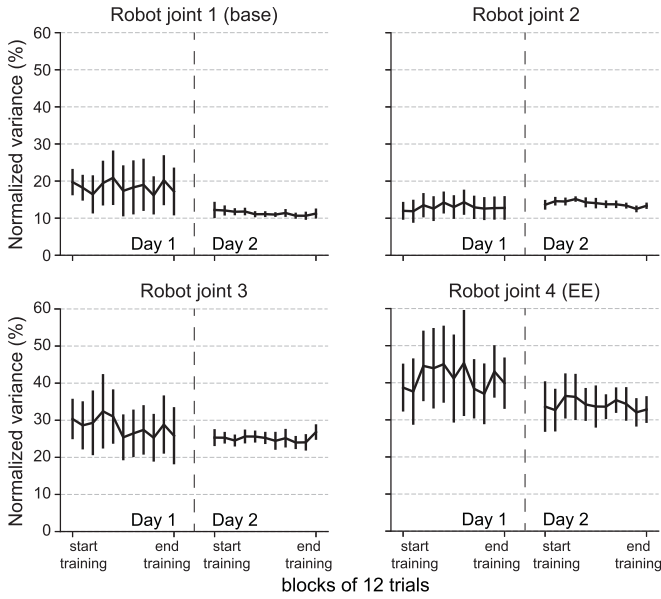 Robot joint 1 (base)
Robot joint 2
Normalized variance (%)
60
50
40
30
20
10
0
Day 1
Day 2
Day 1
Day 2
Robot joint 3
Robot joint 4 (EE)
Normalized variance (%)
60
50
40
30
20
10
0
Day 1
Day 2
Day 1
Day 2
start
training
end
training
start
training
end
training
start
training
end
training
start
training
end
training
blocks of 12 trials